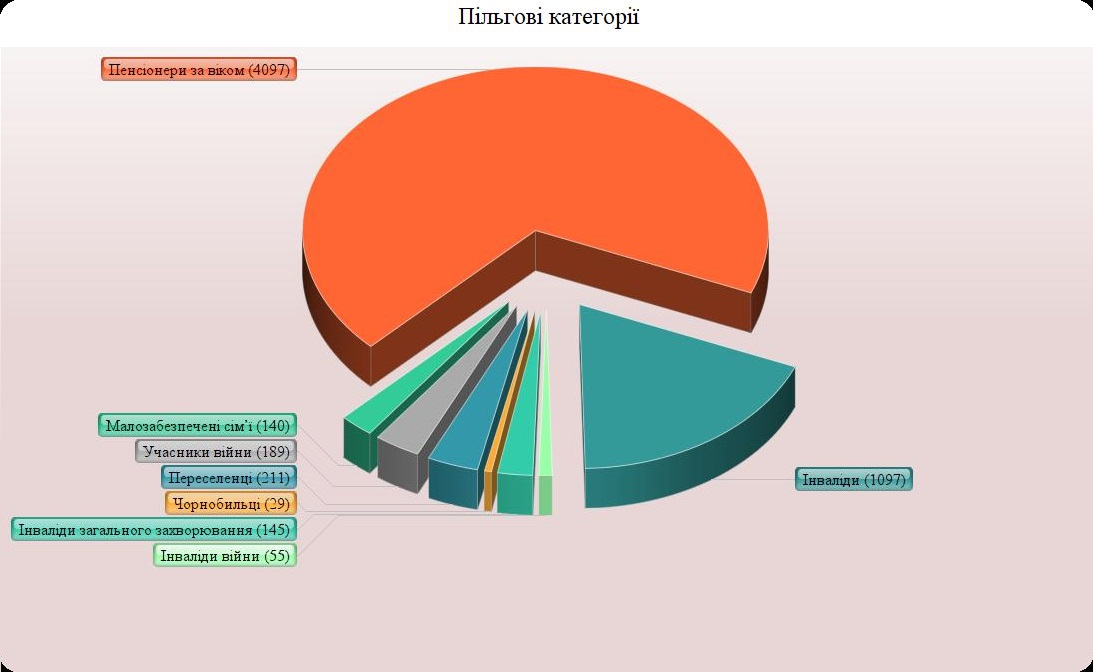 Пільгові категорії
Пенсіонери за віком (4097)
Малозабезпечені сім'ї (140)
Учасники війни (189)
Переселенці (211)
Чорнобильці (29)
Інваліди загального захворювання (145)
Інваліди війни (55)
Інваліди (1097)